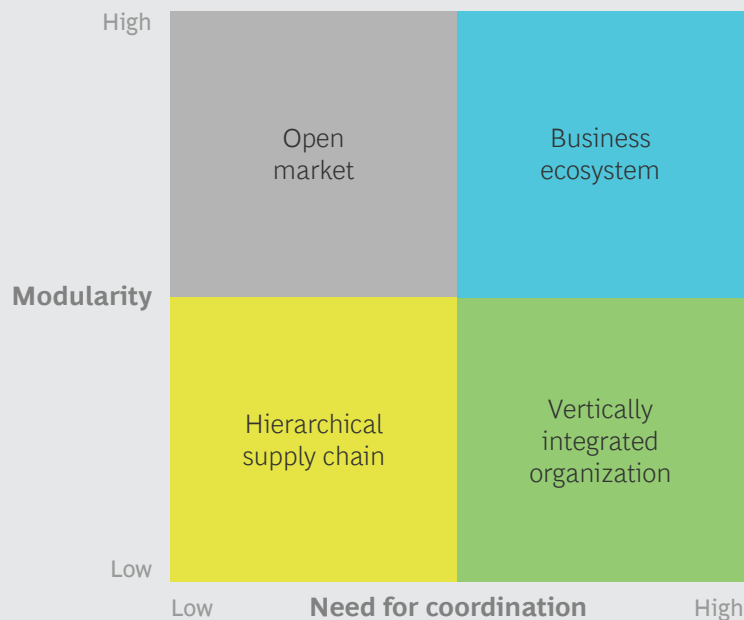 High
Open
market
Business
ecosystem
Modularity
Hierarchical
supply chain
Vertically
integrated
organization
Low
Low
Need for coordination
High